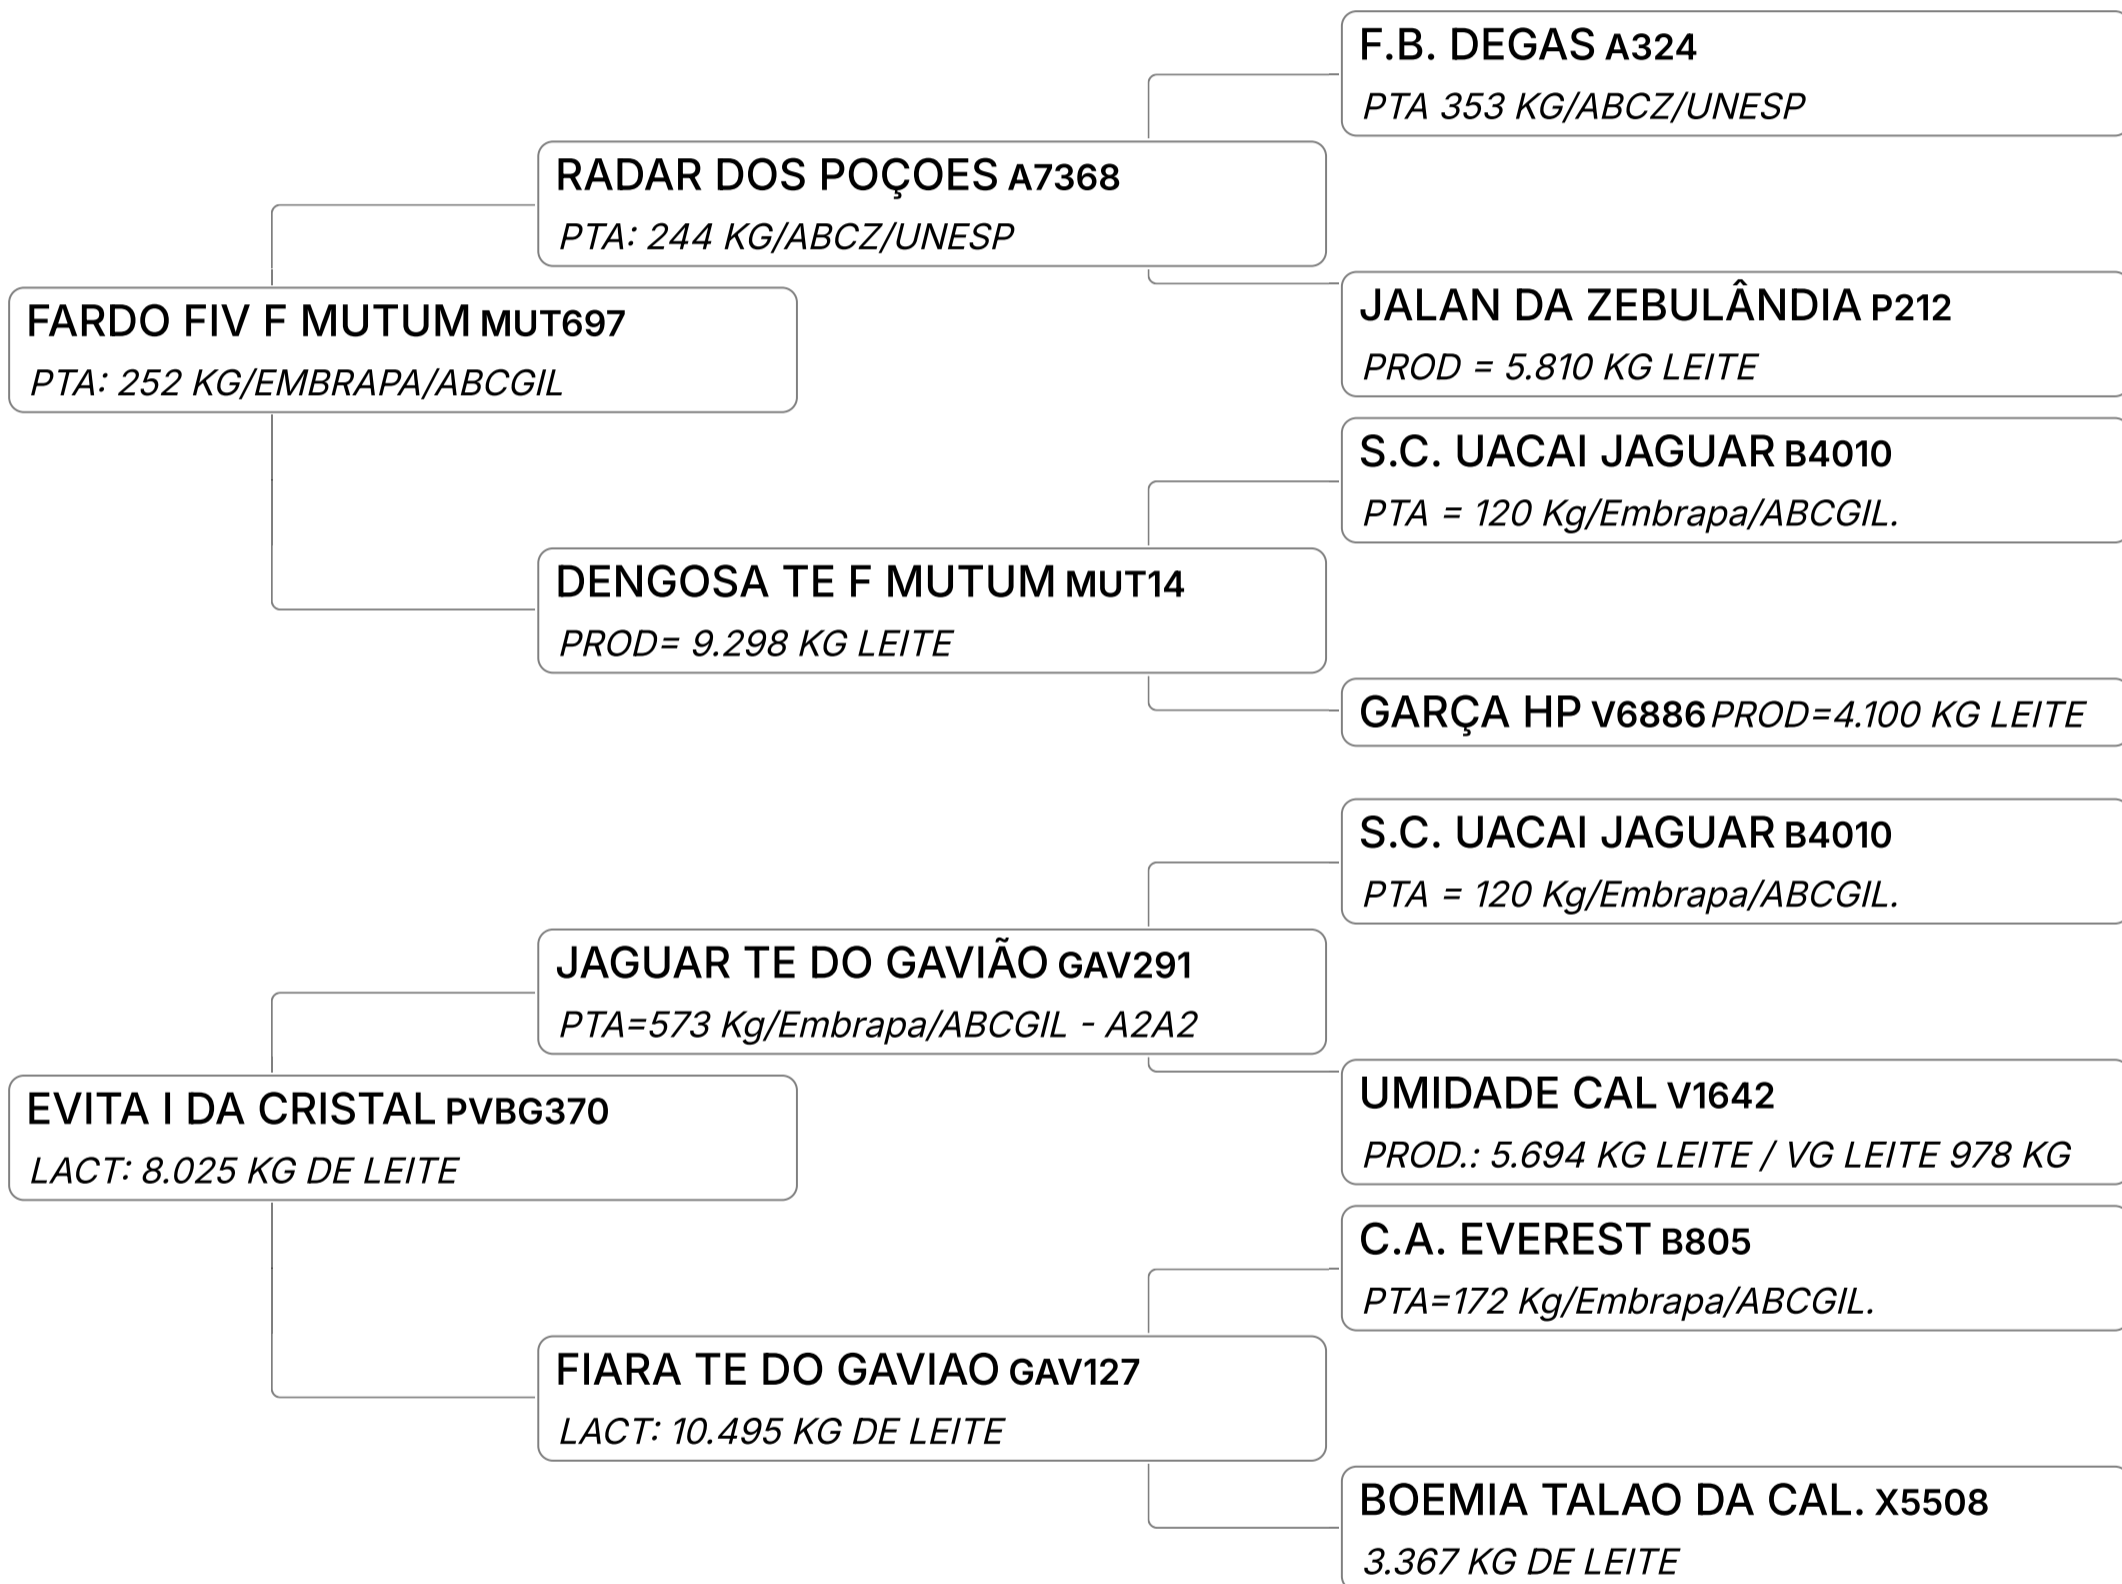 F.B. DEGAS A324
PTA 353 KG/ABCZ/UNESP
RADAR DOS POÇOES A7368
PTA: 244 KG/ABCZ/UNESP
JALAN DA ZEBULÂNDIA P212
PROD = 5.810 KG LEITE
FARDO FIV F MUTUM MUT697
PTA: 252 KG/EMBRAPA/ABCGIL
S.C. UACAI JAGUAR B4010
PTA = 120 Kg/Embrapa/ABCGIL.
DENGOSA TE F MUTUM MUT14
PROD= 9.298 KG LEITE
GARÇA HP V6886 PROD=4.100 KG LEITE
S.C. UACAI JAGUAR B4010
PTA = 120 Kg/Embrapa/ABCGIL.
JAGUAR TE DO GAVIÃO GAV291
PTA=573 Kg/Embrapa/ABCGIL - A2A2
UMIDADE CAL V1642
PROD.: 5.694 KG LEITE / VG LEITE 978 KG
EVITA I DA CRISTAL PVBG370
LACT: 8.025 KG DE LEITE
C.A. EVEREST B805
PTA=172 Kg/Embrapa/ABCGIL.
FIARA TE DO GAVIAO GAV127
LACT: 10.495 KG DE LEITE
BOEMIA TALAO DA CAL. X5508
3.367 KG DE LEITE